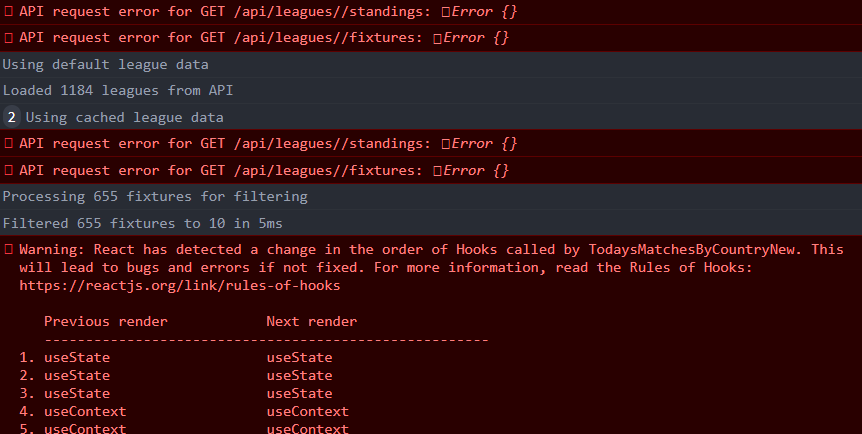 API request error for GET /api/leagues//standings: Error {}
API request error for GET /api/leagues//fixtures: Error {}
Using default league data
Loaded 1184 leagues from API
2 Using cached league data
API request error for GET /api/leagues//standings: Error {}
API request error for GET /api/leagues//fixtures: Error {}
Processing 655 fixtures for filtering
Filtered 655 fixtures to 10 in 5ms
Warning: React has detected a change in the order of Hooks called by TodaysMatchesByCountryNew. This
will lead to bugs and errors if not fixed. For more information, read the Rules of Hooks:
https://reactjs.org/link/rules-of-hooks
Previous render Next render
------------------------------------------------------
1. useState useState
2. useState useState
3. useState useState
4. useContext useContext
5. useContext useContext